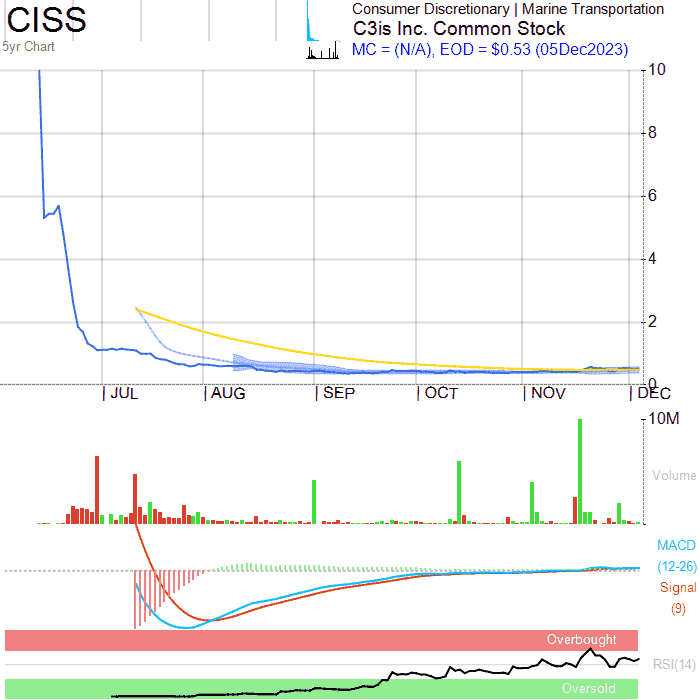 CISS
Consumer Discretionary | Marine Transportation
C3is Inc. Common Stock
5yr Chart
MC = (N/A), EOD = $0.53 (05Dec2023)
10
8
6
4
2
0
JUL AUG SEP OCT NOV DEC
10M
Volume
MACD
(12-26)
Signal
(9)
Overbought
RSI(14)
Oversold